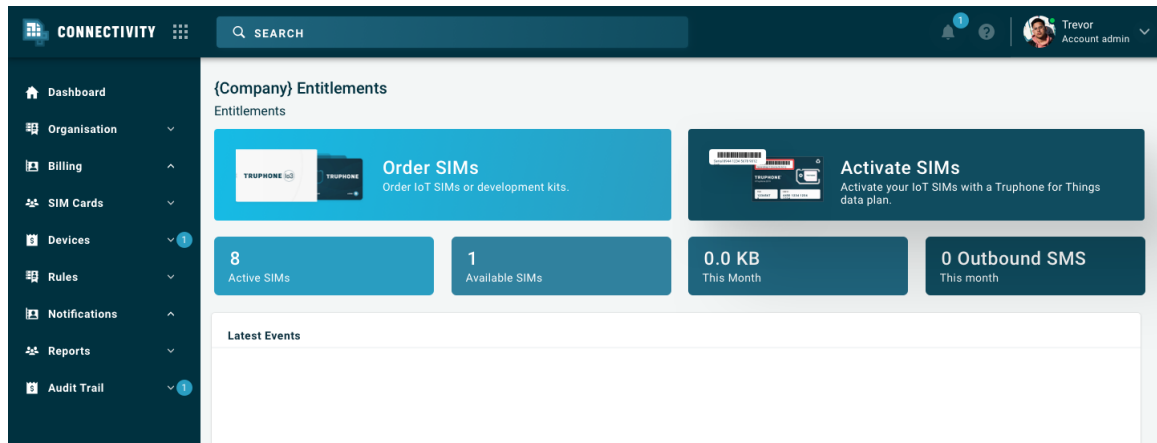 CONNECTIVITY
SEARCH
1
Trevor
Account admin
Dashboard
Organisation
Billing
SIM Cards
Devices
1
Rules
Notifications
Reports
Audit Trail
1
{Company} Entitlements
Entitlements
TRUPHONE
TRUPHONE
Order SIMs
Order IoT SIMs or development kits.
TRUPHONE
Activate SIMs
Activate your IoT SIMs with a Truphone for Things
data plan.
8
Active SIMs
1
Available SIMs
0.0 KB
This Month
0 Outbound SMS
This month
Latest Events